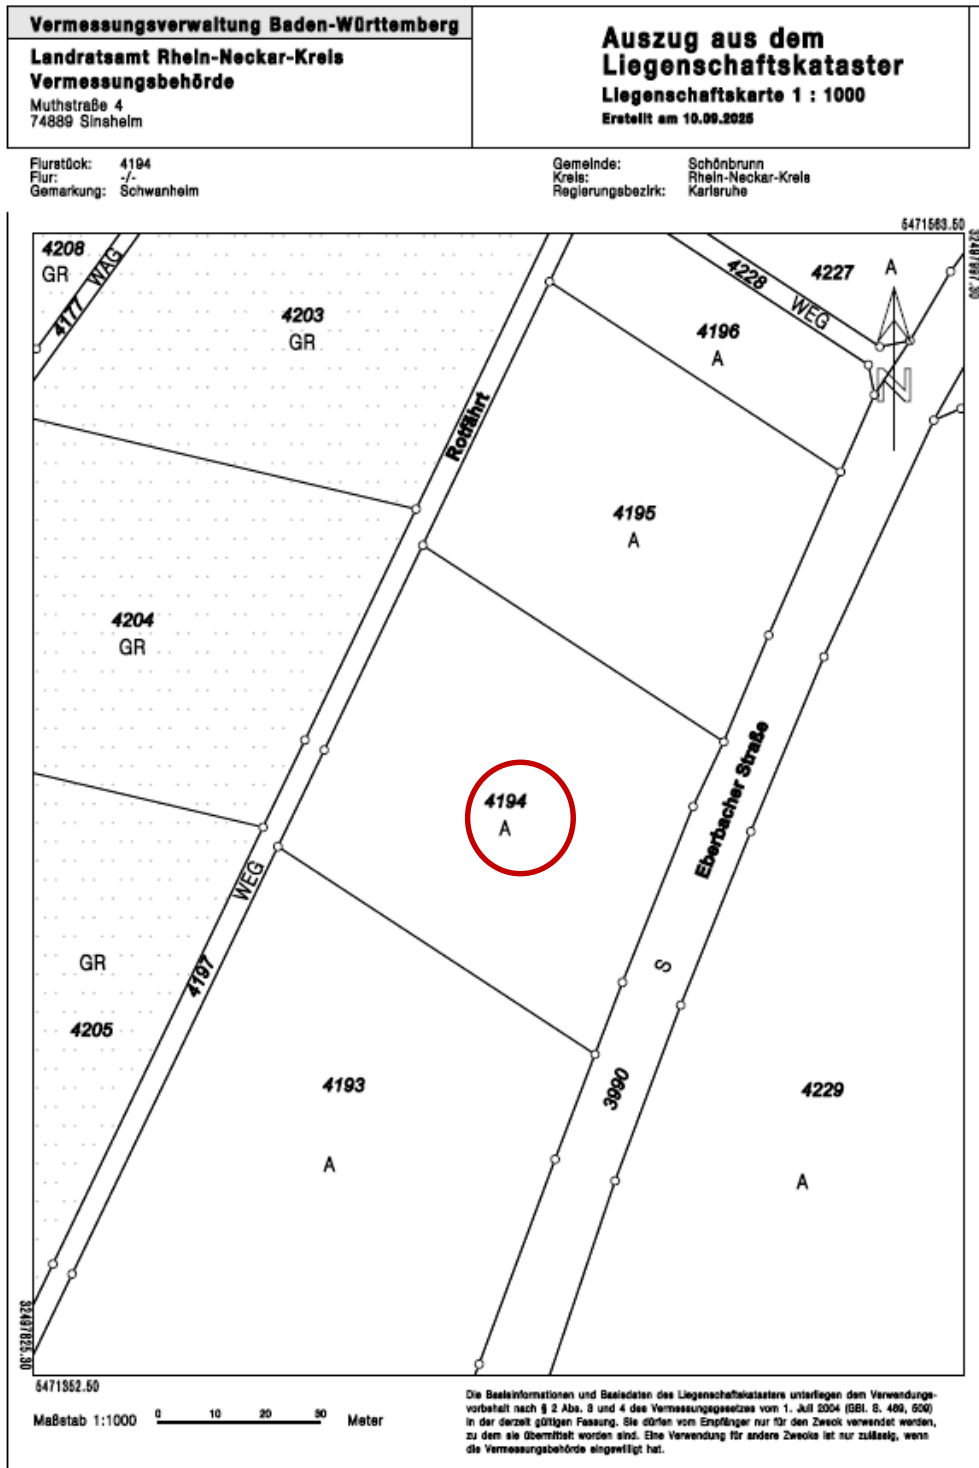 Vermessungsverwaltung Baden-Württemberg
Landratsamt Rhein-Neckar-Kreis
Vermessungsbehörde
Muthstraße 4
74889 Sinsheim
Auszug aus dem
Liegenschaftskataster
Liegenschaftskarte 1 : 1000
Erstellt am 10.09.2025
Flurstück: 4194
Flur: -/-
Gemarkung: Schwanheim
Gemeinde: Schönbrunn
Kreis: Rhein-Neckar-Kreis
Regierungsbezirk: Karlsruhe
5471563.50
32497997.30
4208
GR
4177
WAG
4203
GR
4228
WEG
4227
A
N
4196
A
Rotfährt
4195
A
4204
GR
4194
A
Eberbacher Straße
WEG
4197
GR
4205
S
3990
4193
A
4229
A
32497825.30
5471352.50
Maßstab 1:1000 0 10 20 30 Meter
Die Basisinformationen und Basisdaten des Liegenschaftskatasters unterliegen dem Verwendungs-
vorbehalt nach § 2 Abs. 3 und 4 des Vermessungsgesetzes vom 1. Juli 2004 (GBl. S. 469, 509)
in der derzeit gültigen Fassung. Sie dürfen vom Empfänger nur für den Zweck verwendet werden,
zu dem sie übermittelt worden sind. Eine Verwendung für andere Zwecke ist nur zulässig, wenn
die Vermessungsbehörde eingewilligt hat.